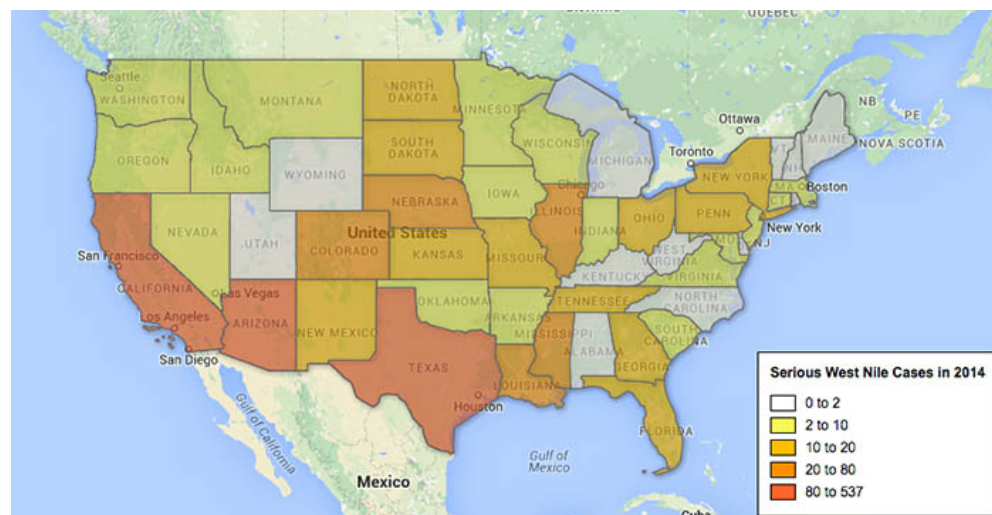 QUEBEC
Seattle
WASHINGTON
MONTANA
NORTH
DAKOTA
MINNESOTA
Ottawa
NB
PE
MAINE
NOVA SCOTIA
OREGON
IDAHO
SOUTH
DAKOTA
WISCONSIN
MICHIGAN
Toronto
VT
NH
WYOMING
NEW YORK
MA
Boston
CT
IOWA
Chicago
NEBRASKA
ILLINOIS
OHIO
PENN
New York
NEVADA
UTAH
COLORADO
United States
KANSAS
MISSOURI
INDIANA
WEST
VIRGINIA
MD
NJ
San Francisco
CALIFORNIA
Las Vegas
KENTUCKY
VIRGINIA
Los Angeles
ARIZONA
NEW MEXICO
OKLAHOMA
ARKANSAS
TENNESSEE
NORTH
CAROLINA
San Diego
TEXAS
MISSISSIPPI
ALABAMA
SOUTH
CAROLINA
GEORGIA
LOUISIANA
Houston
FLORIDA
Gulf of California
Gulf of
Mexico
Mexico
Cuba
Serious West Nile Cases in 2014
0 to 2
2 to 10
10 to 20
20 to 80
80 to 537